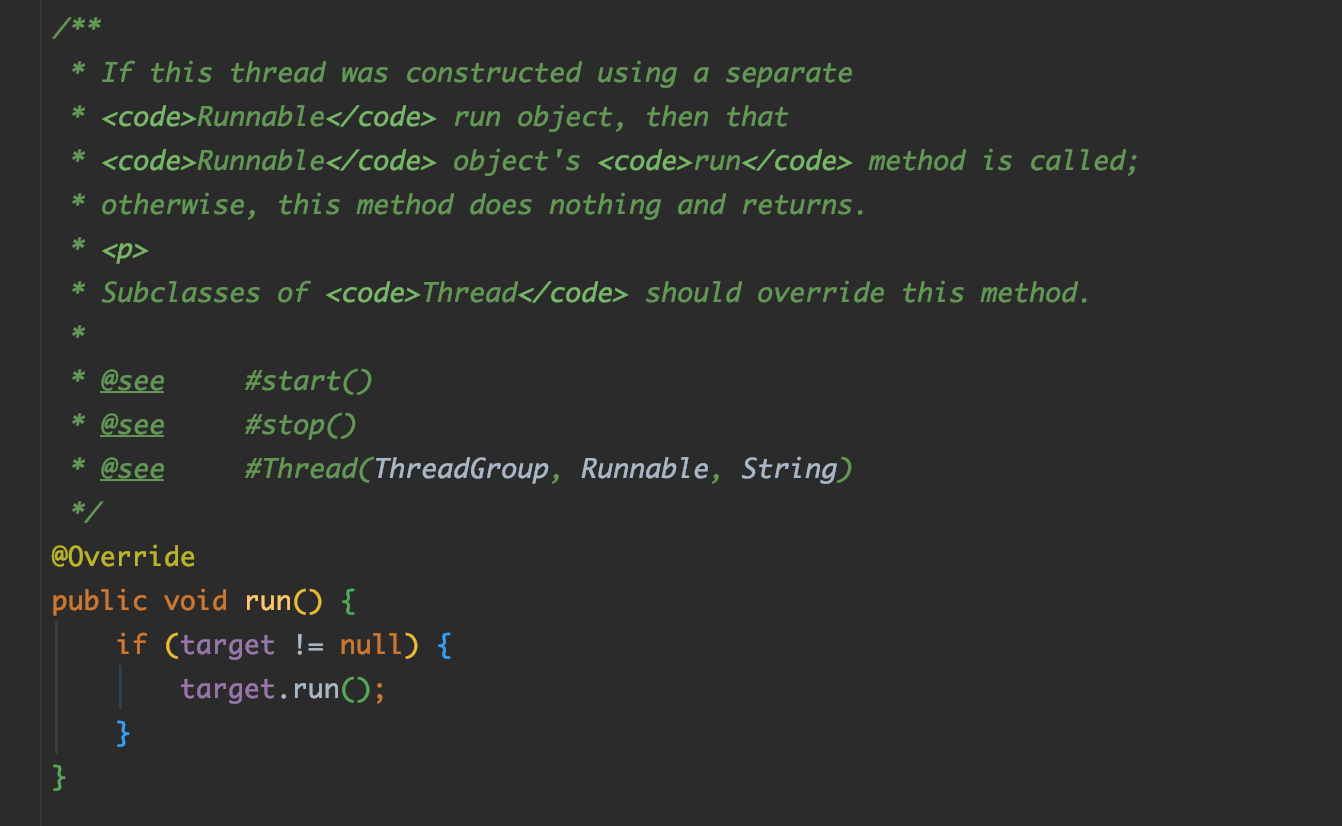 /**
 * If this thread was constructed using a separate
 * <code>Runnable</code> run object, then that
 * <code>Runnable</code> object's <code>run</code> method is called;
 * otherwise, this method does nothing and returns.
 * <p>
 * Subclasses of <code>Thread</code> should override this method.
 *
 * @see     #start()
 * @see     #stop()
 * @see     #Thread(ThreadGroup, Runnable, String)
 */
@Override
public void run() {
    if (target != null) {
        target.run();
    }
}